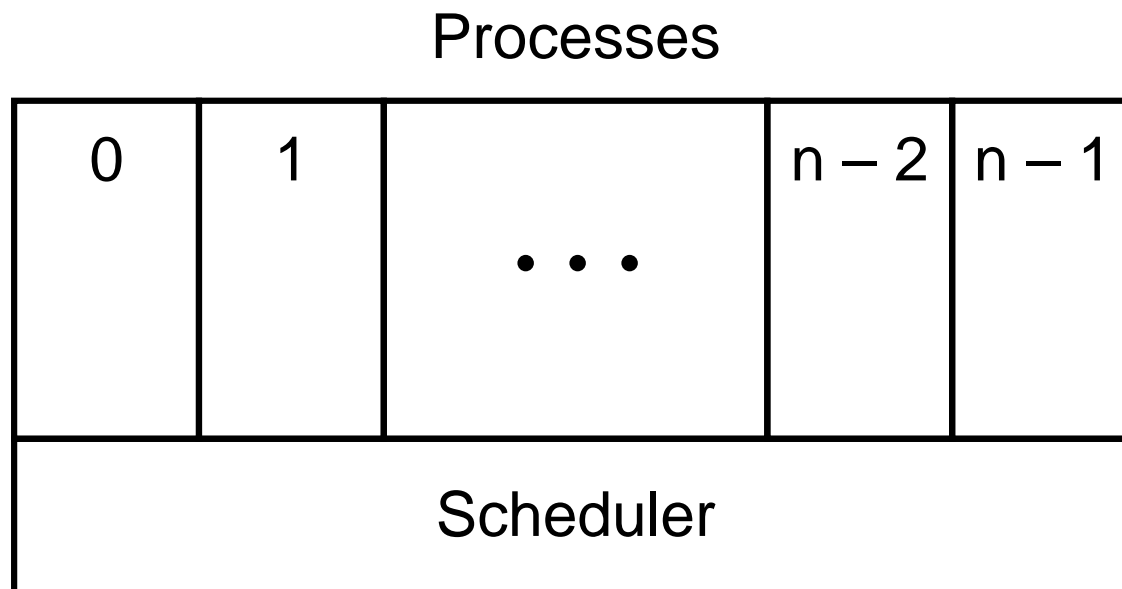 Processes
0 1 • • • n – 2 n – 1
Scheduler